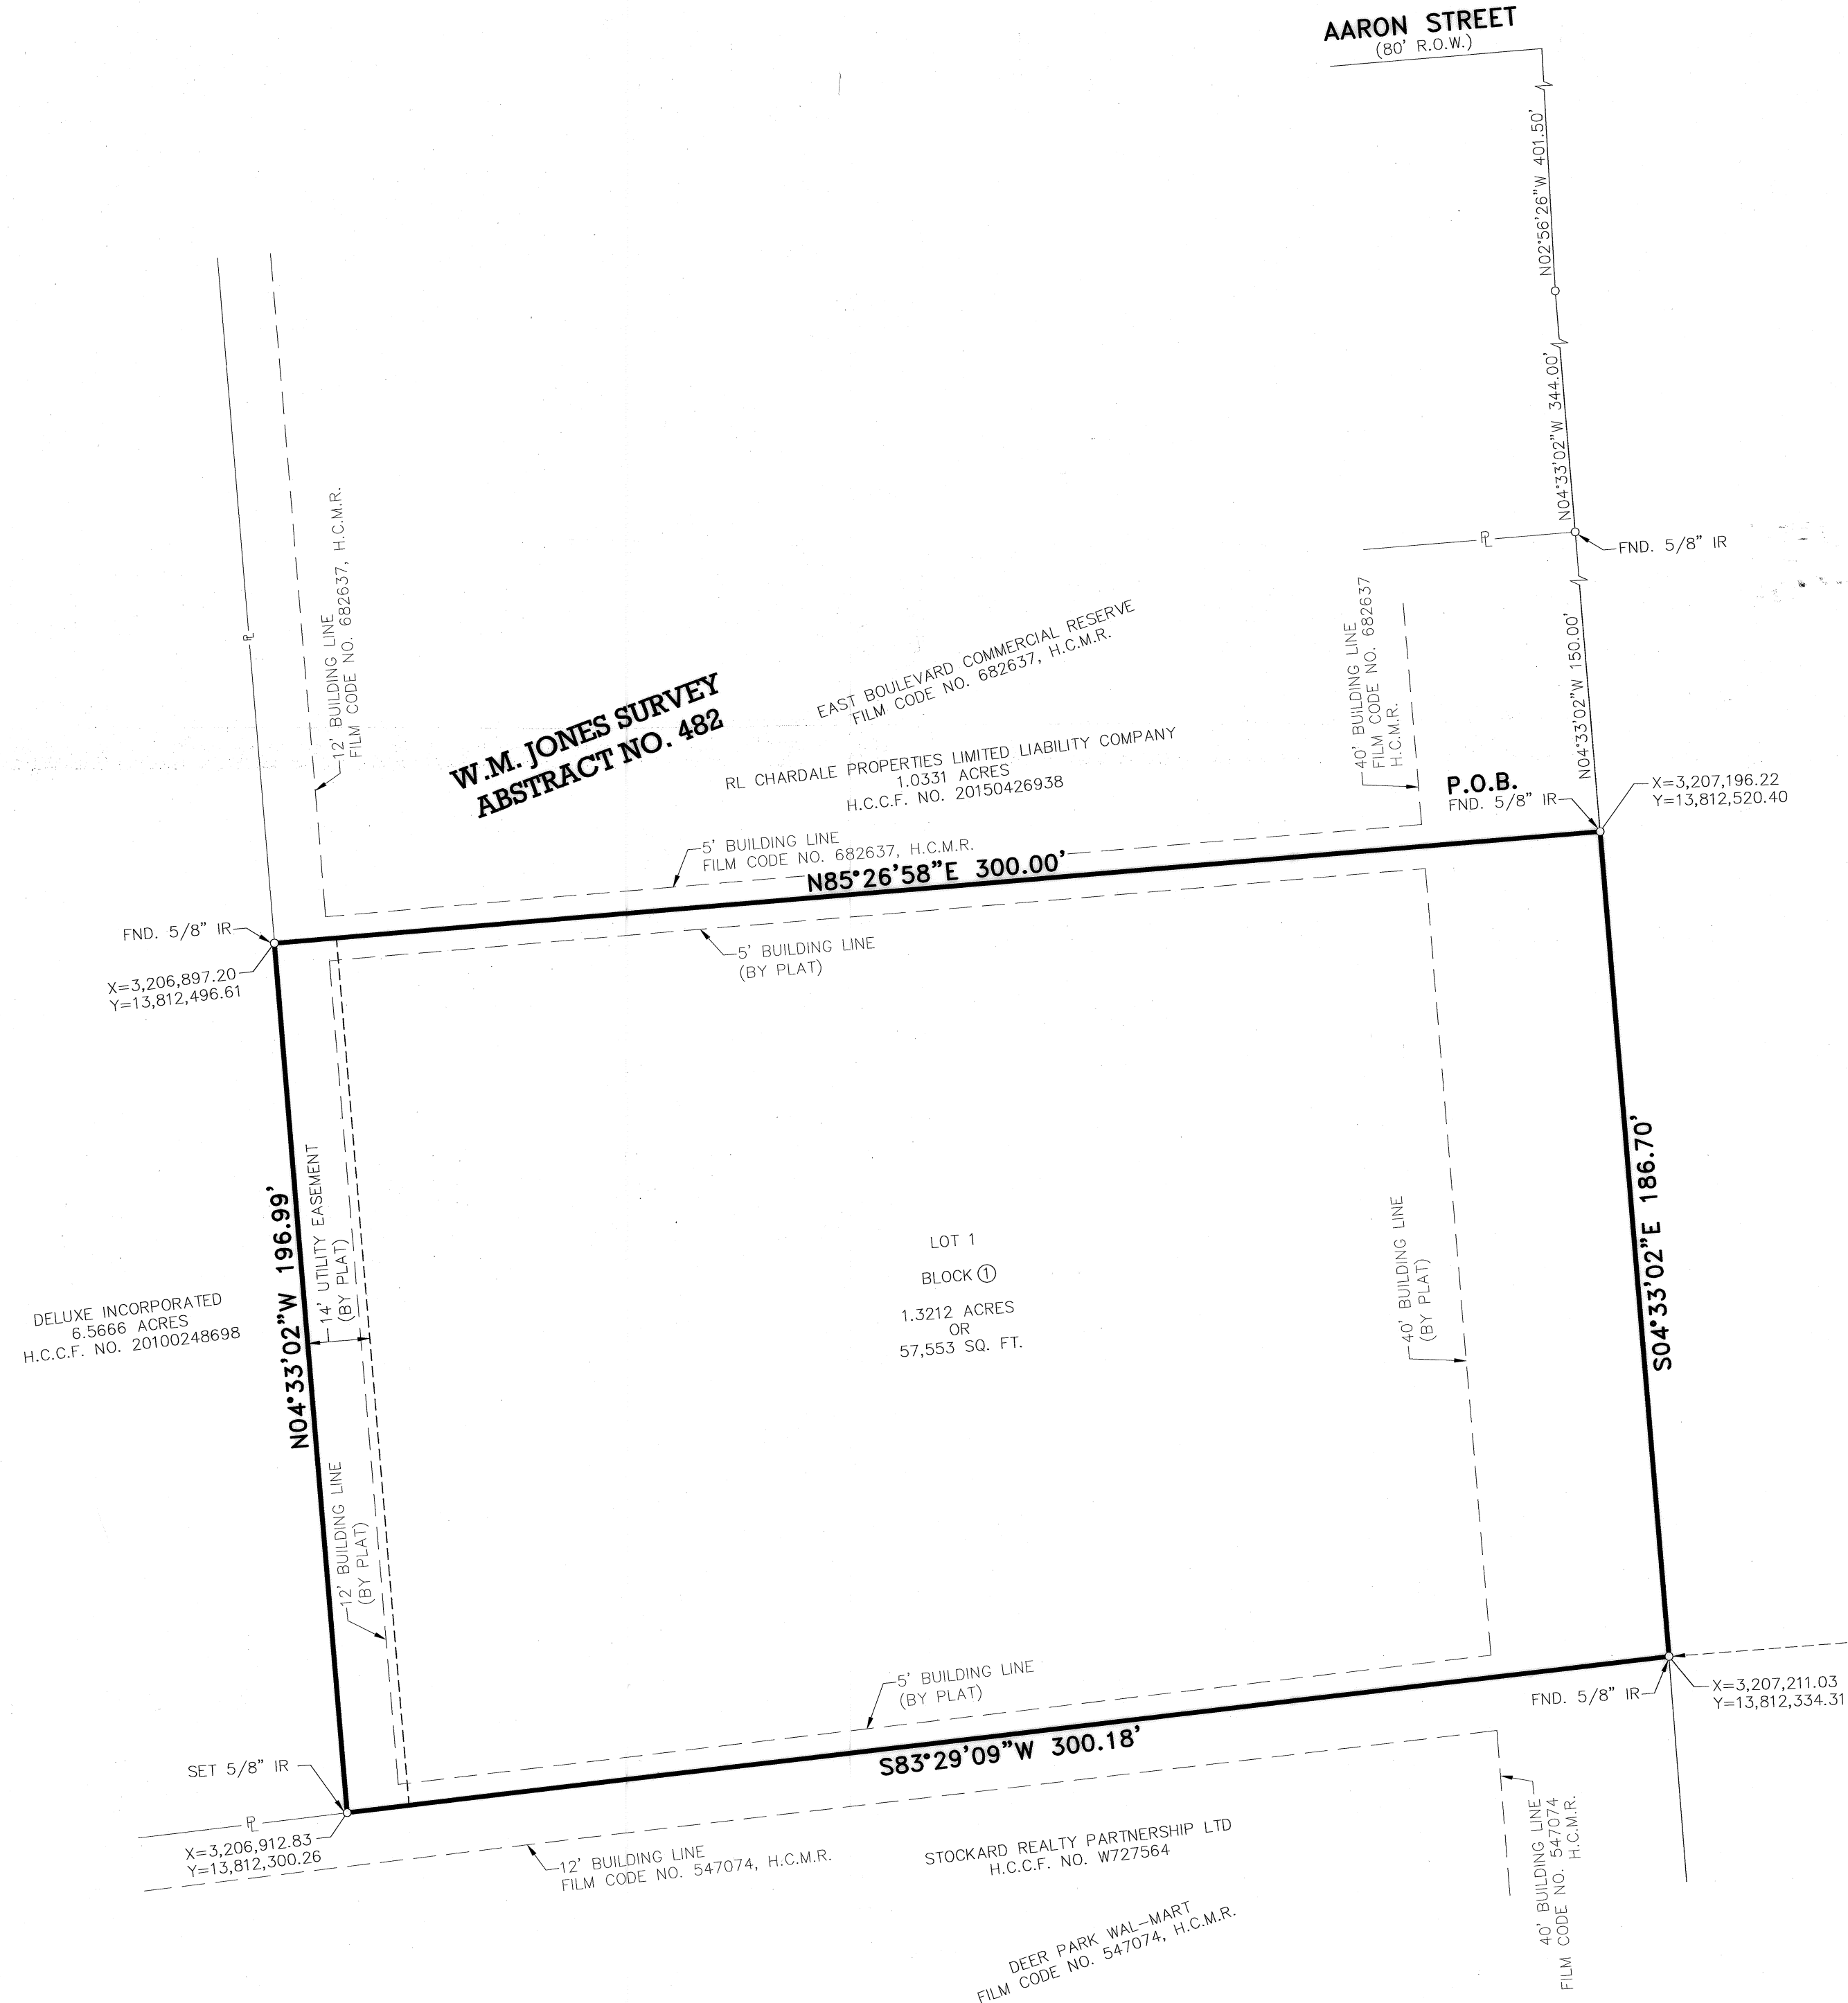 AARON STREET
(80' R.O.W.)
N02°56'26"W 401.50'
N04°33'02"W 344.00'
FND. 5/8" IR
PL
PL
12' BUILDING LINE
FILM CODE NO. 682637, H.C.M.R.
W.M. JONES SURVEY
ABSTRACT NO. 482
EAST BOULEVARD COMMERCIAL RESERVE
FILM CODE NO. 682637, H.C.M.R.
RL CHARDALE PROPERTIES LIMITED LIABILITY COMPANY
1.0331 ACRES
H.C.C.F. NO. 20150426938
40' BUILDING LINE
FILM CODE NO. 682637
H.C.M.R.
N04°33'02"W 150.00'
P.O.B.
FND. 5/8" IR
X=3,207,196.22
Y=13,812,520.40
5' BUILDING LINE
FILM CODE NO. 682637, H.C.M.R.
N85°26'58"E 300.00'
FND. 5/8" IR
X=3,206,897.20
Y=13,812,496.61
5' BUILDING LINE
(BY PLAT)
14' UTILITY EASEMENT
(BY PLAT)
N04°33'02"W 196.99'
DELUXE INCORPORATED
6.5666 ACRES
H.C.C.F. NO. 20100248698
LOT 1
BLOCK 1
1.3212 ACRES
OR
57,553 SQ. FT.
40' BUILDING LINE
(BY PLAT)
S04°33'02"E 186.70'
12' BUILDING LINE
(BY PLAT)
5' BUILDING LINE
(BY PLAT)
FND. 5/8" IR
X=3,207,211.03
Y=13,812,334.31
S83°29'09"W 300.18'
SET 5/8" IR
PL
X=3,206,912.83
Y=13,812,300.26
12' BUILDING LINE
FILM CODE NO. 547074, H.C.M.R.
STOCKARD REALTY PARTNERSHIP LTD
H.C.C.F. NO. W727564
40' BUILDING LINE
FILM CODE NO. 547074
H.C.M.R.
DEER PARK WAL-MART
FILM CODE NO. 547074, H.C.M.R.